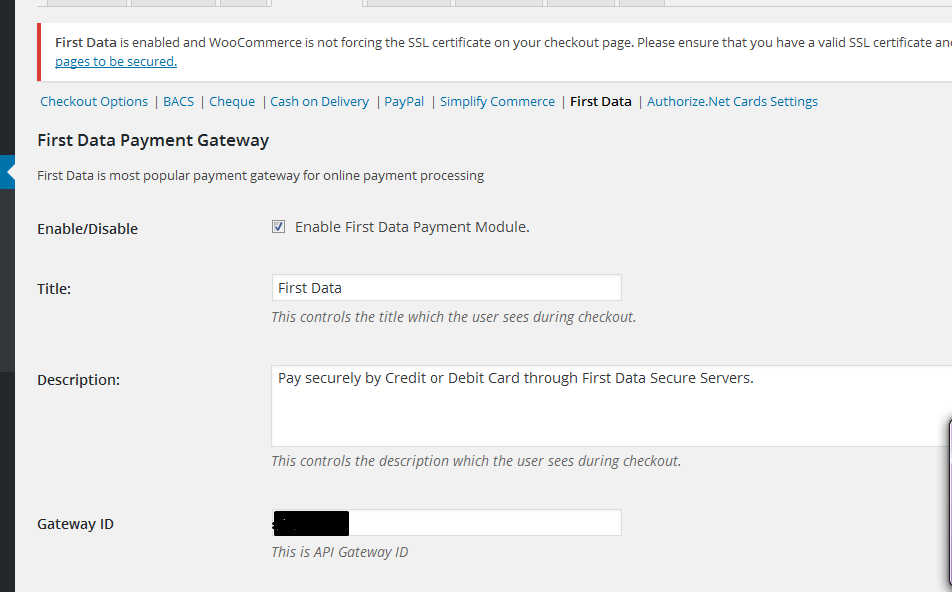 First Data is enabled and WooCommerce is not forcing the SSL certificate on your checkout page. Please ensure that you have a valid SSL certificate and
pages to be secured.
Checkout Options | BACS | Cheque | Cash on Delivery | PayPal | Simplify Commerce | First Data | Authorize.Net Cards Settings
First Data Payment Gateway
First Data is most popular payment gateway for online payment processing
Enable/Disable Enable First Data Payment Module.
Title: First Data
This controls the title which the user sees during checkout.
Description: Pay securely by Credit or Debit Card through First Data Secure Servers.
This controls the description which the user sees during checkout.
Gateway ID
This is API Gateway ID